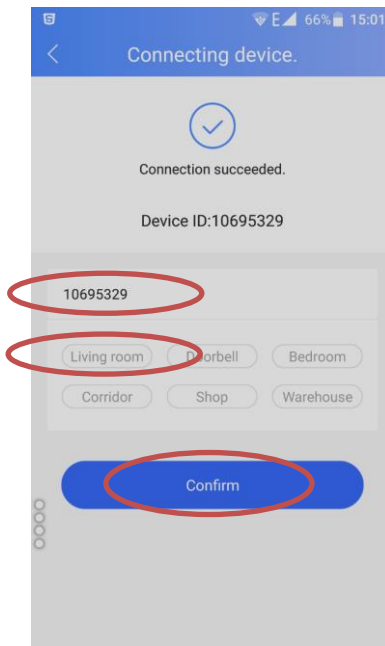 E 66% 15:01
Connecting device.
Connection succeeded.
Device ID:10695329
10695329
Living room Doorbell Bedroom
Corridor Shop Warehouse
Confirm